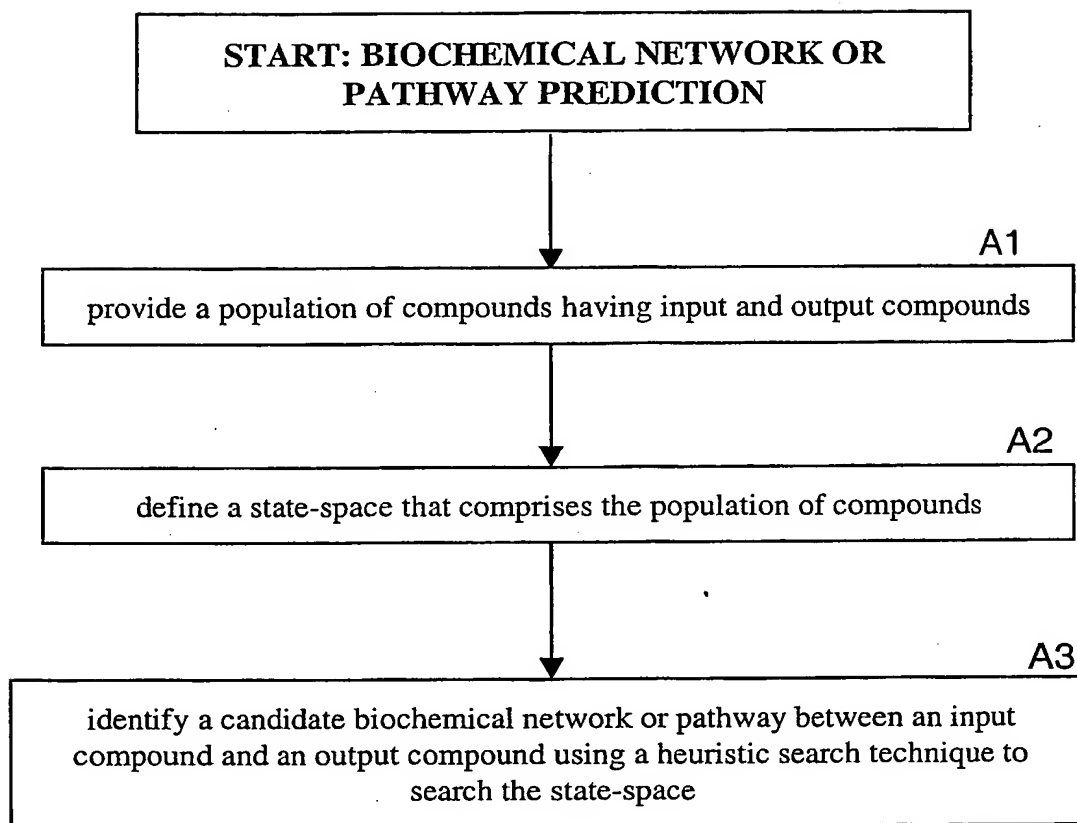 START: BIOCHEMICAL NETWORK OR
PATHWAY PREDICTION
A1
provide a population of compounds having input and output compounds
A2
define a state-space that comprises the population of compounds
A3
identify a candidate biochemical network or pathway between an input
compound and an output compound using a heuristic search technique to
search the state-space